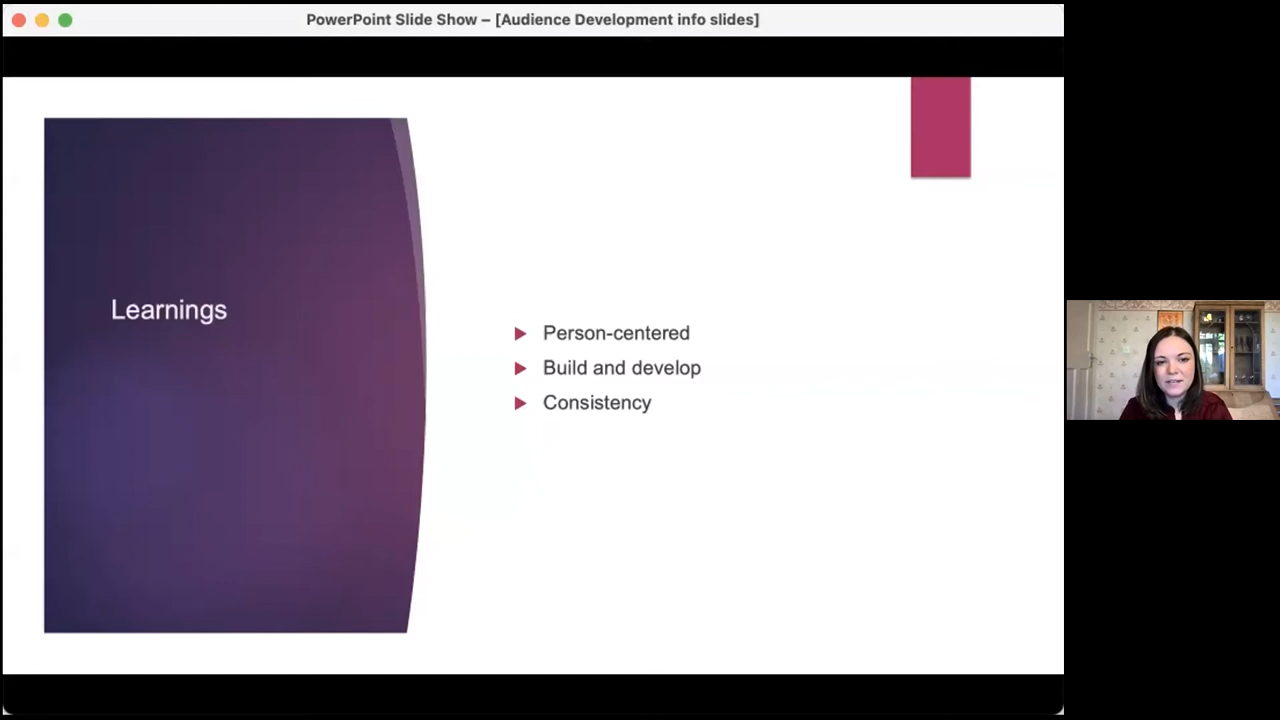 PowerPoint Slide Show – [Audience Development info slides]
Learnings
Person-centered
Build and develop
Consistency